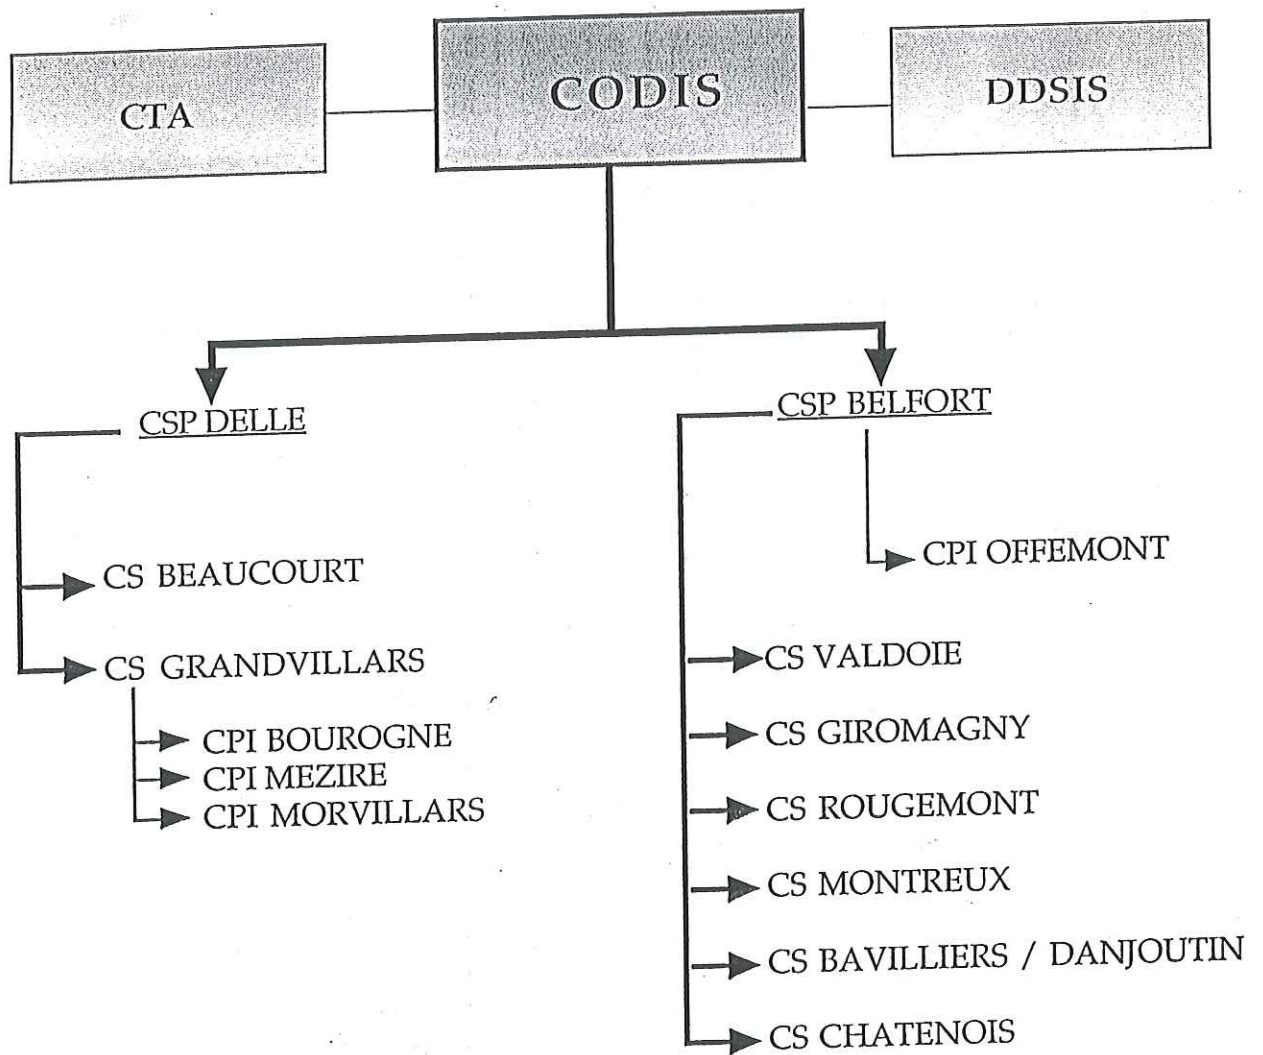 CTA
CODIS
DDSIS
CSP DELLE
CS BEAUCOURT
CS GRANDVILLARS
CPI BOUROGNE
CPI MEZIRE
CPI MORVILLARS
CSP BELFORT
CPI OFFEMONT
CS VALDOIE
CS GIROMAGNY
CS ROUGEMONT
CS MONTREUX
CS BAVILLIERS / DANJOUTIN
CS CHATENOIS